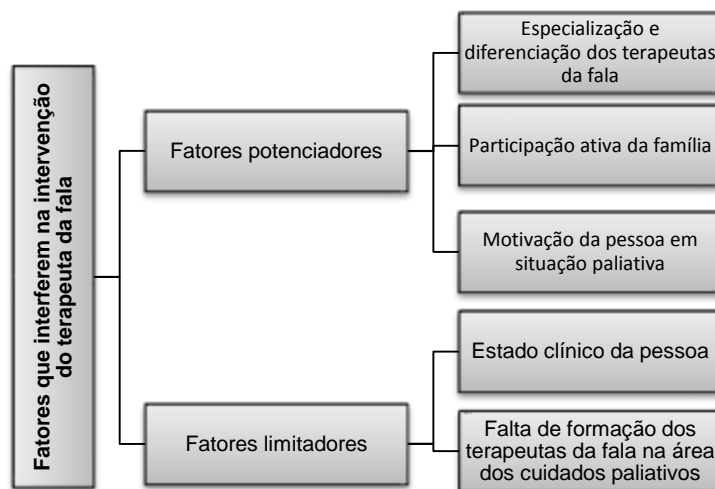 Fatores que interferem na intervenção
do terapeuta da fala
Fatores potenciadores
Especialização e
diferenciação dos terapeutas
da fala
Participação ativa da família
Motivação da pessoa em
situação paliativa
Fatores limitadores
Estado clínico da pessoa
Falta de formação dos
terapeutas da fala na área
dos cuidados paliativos